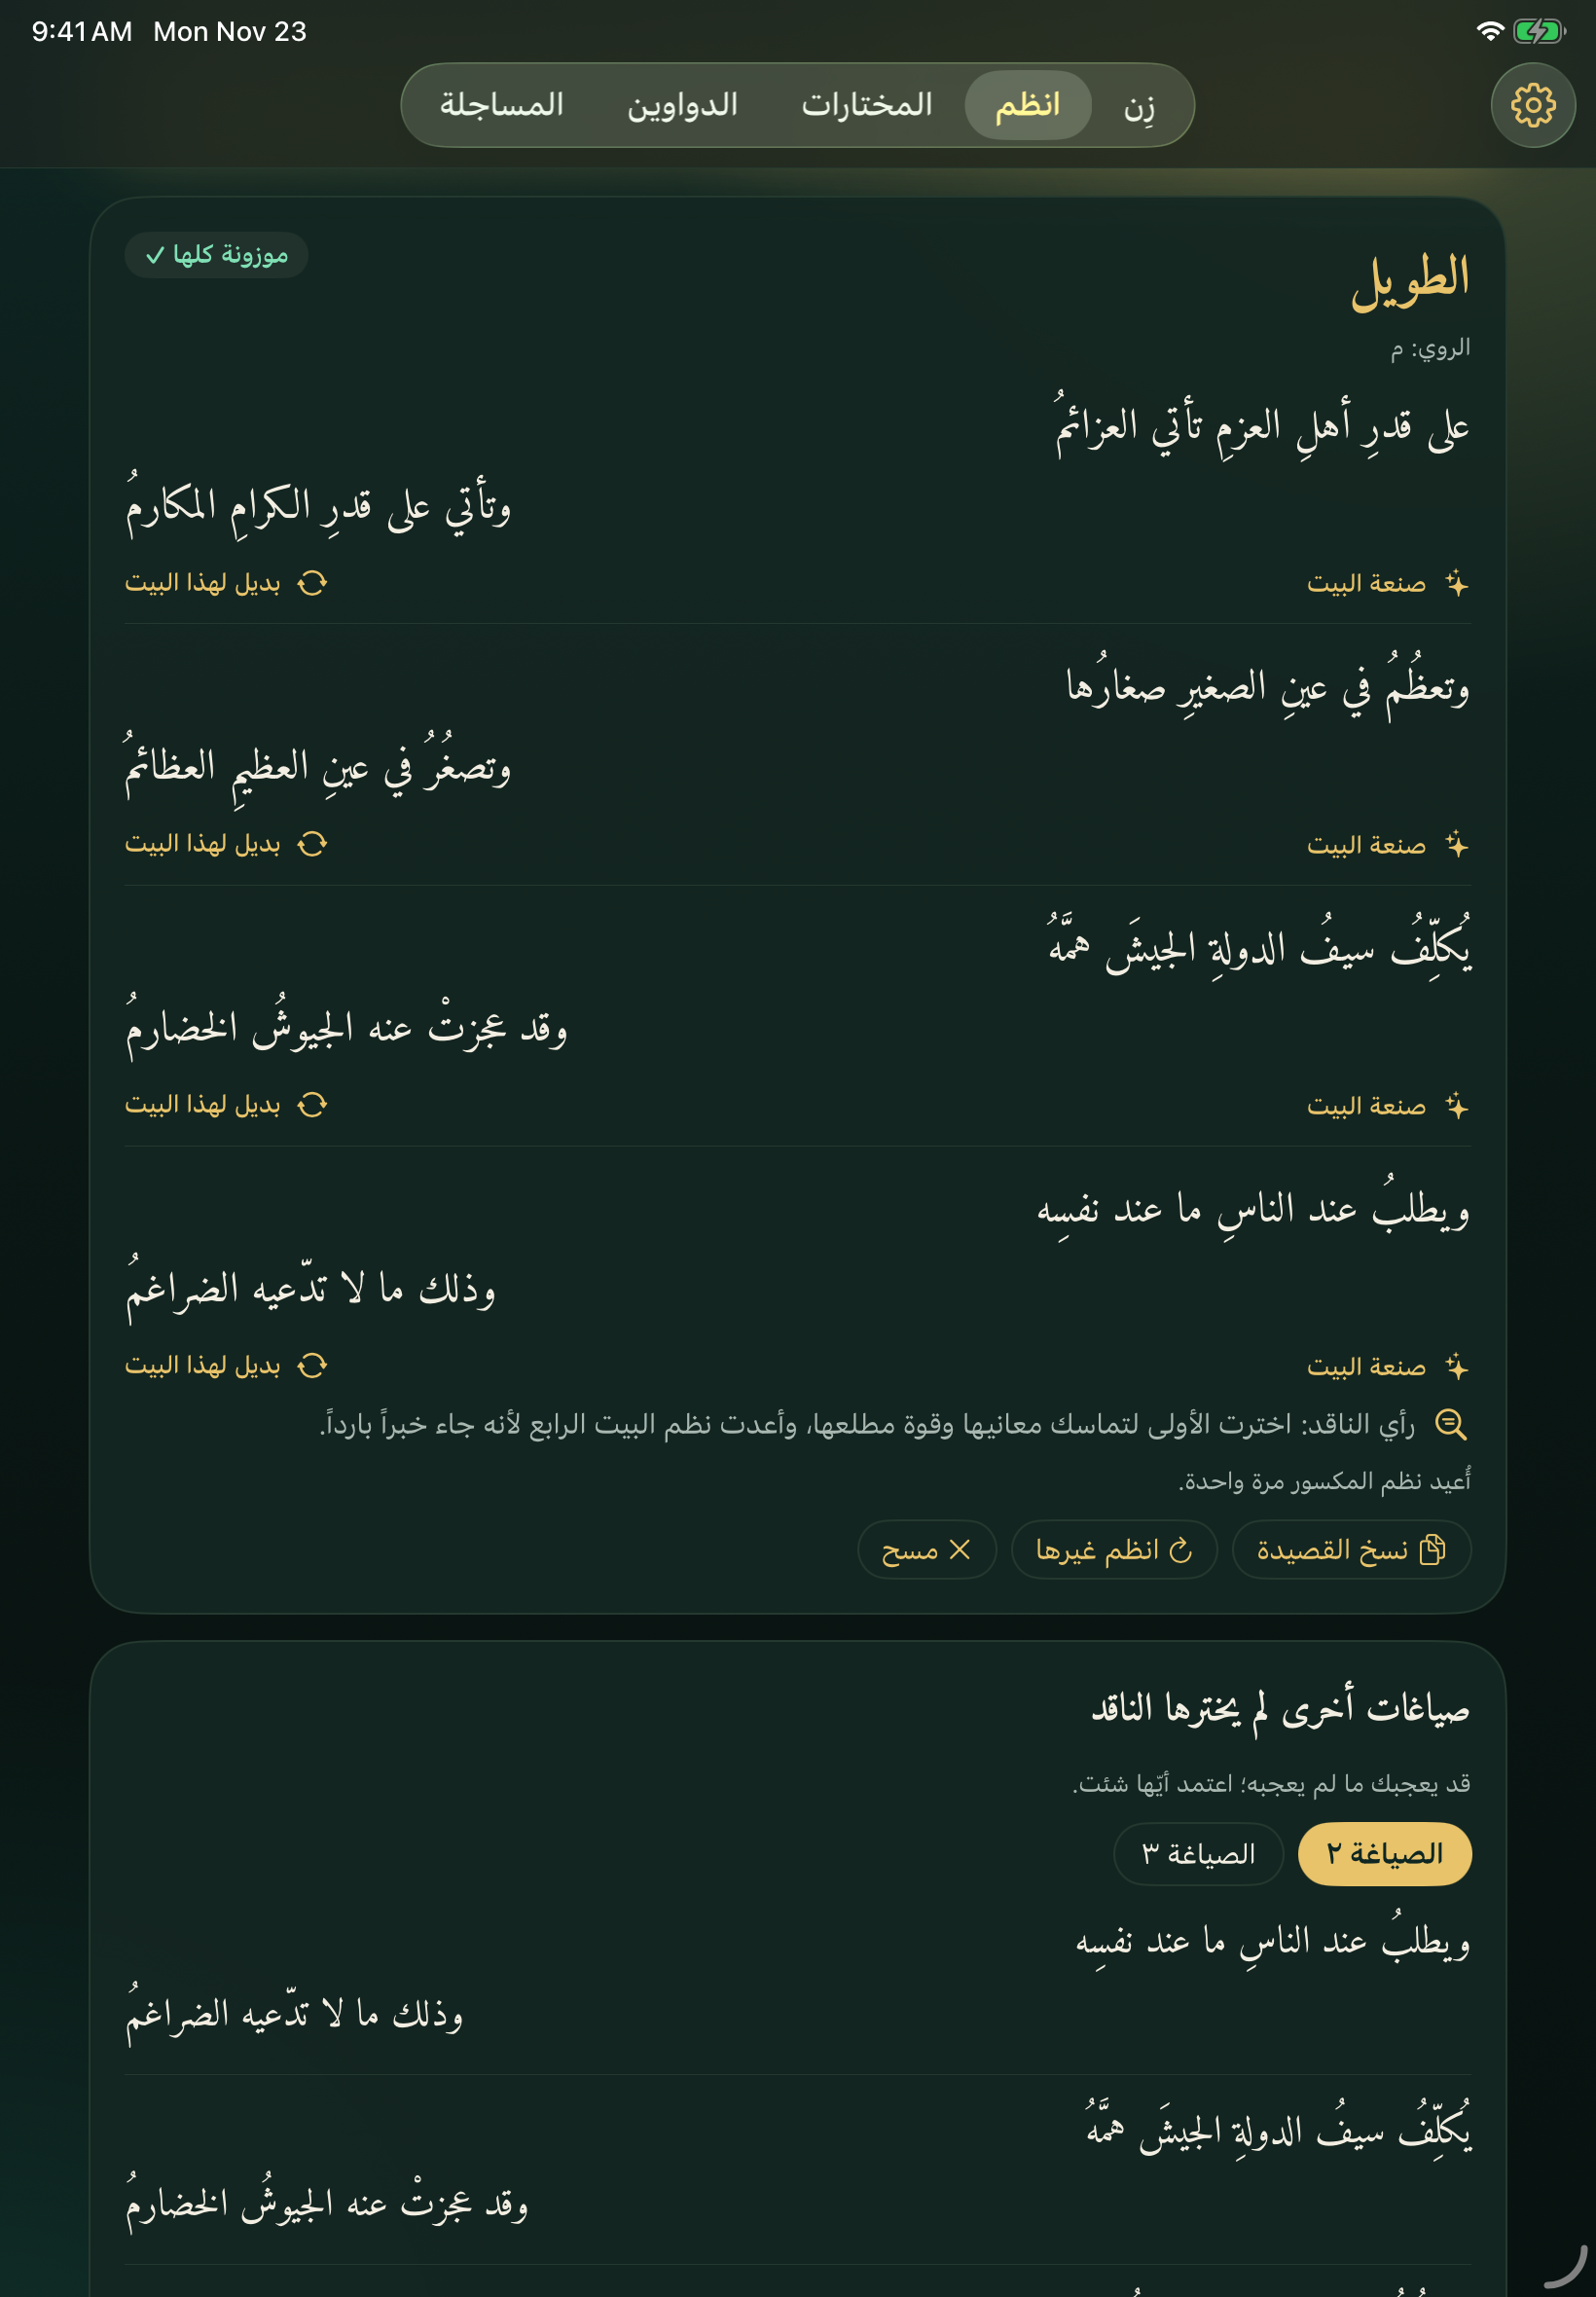 9:41 AM Mon Nov 23
زِن
انظم
المختارات
الدواوين
المساجلة
الطويل
موزونة كلها ✓
الروي: م
على قدرِ أهلِ العزمِ تأتي العزائمُ
وتأتي على قدرِ الكرامِ المكارمُ
صنعة البيت
بديل لهذا البيت
وتعظُمُ في عينِ الصغيرِ صغارُها
وتصغُرُ في عينِ العظيمِ العظائمُ
صنعة البيت
بديل لهذا البيت
يُكلِّفُ سيفُ الدولةِ الجيشَ همَّهُ
وقد عجزتْ عنه الجيوشُ الخضارمُ
صنعة البيت
بديل لهذا البيت
ويطلبُ عند الناسِ ما عند نفسِه
وذلك ما لا تدّعيه الضراغمُ
صنعة البيت
بديل لهذا البيت
رأي الناقد: اخترت الأولى لتماسك معانيها وقوة مطلعها، وأعدت نظم البيت الرابع لأنه جاء خبراً بارداً.
أُعيد نظم المكسور مرة واحدة.
نسخ القصيدة
انظم غيرها
مسح
صياغات أخرى لم يخترها الناقد
قد يعجبك ما لم يعجبه؛ اعتمد أيّها شئت.
الصياغة ٢
الصياغة ٣
ويطلبُ عند الناسِ ما عند نفسِه
وذلك ما لا تدّعيه الضراغمُ
يُكلِّفُ سيفُ الدولةِ الجيشَ همَّهُ
وقد عجزتْ عنه الجيوشُ الخضارمُ